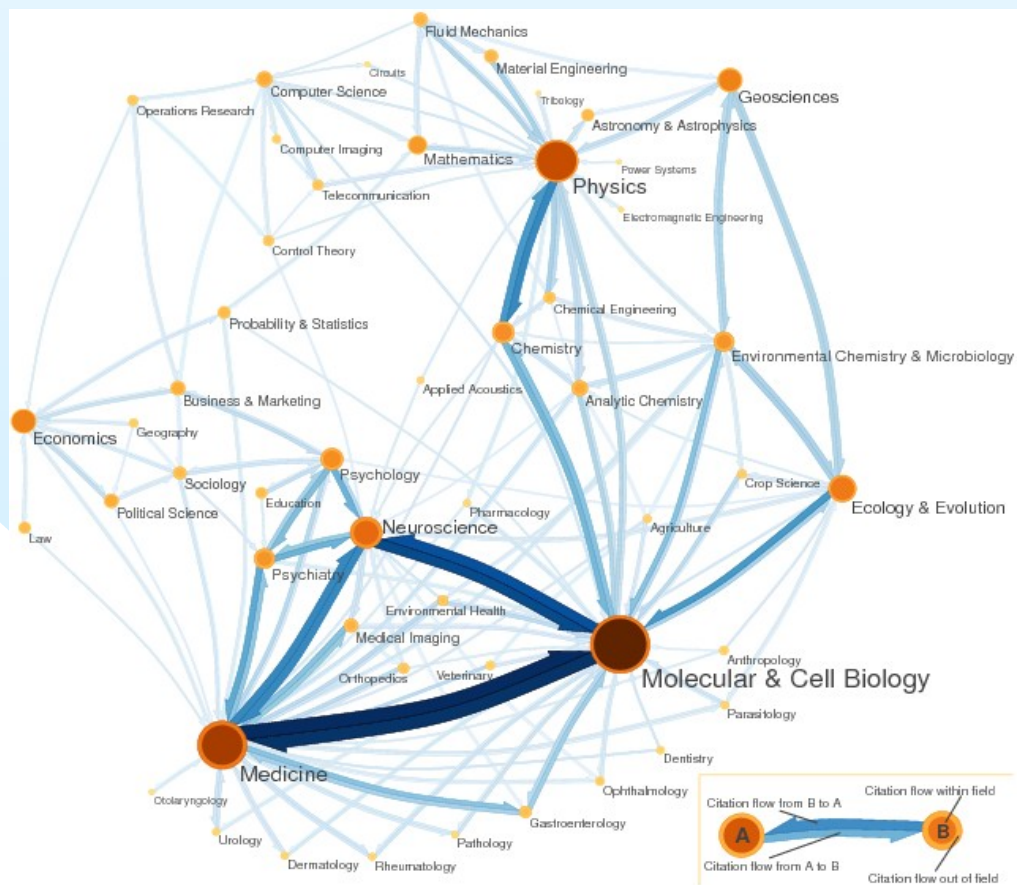 Fluid Mechanics
Material Engineering
Circuits
Computer Science
Geosciences
Tribology
Operations Research
Astronomy & Astrophysics
Computer Imaging
Mathematics
Physics
Power Systems
Telecommunication
Electromagnetic Engineering
Control Theory
Chemical Engineering
Probability & Statistics
Chemistry
Environmental Chemistry & Microbiology
Applied Acoustics
Analytic Chemistry
Business & Marketing
Geography
Economics
Psychology
Sociology
Crop Science
Education
Political Science
Pharmacology
Ecology & Evolution
Neuroscience
Agriculture
Law
Psychiatry
Environmental Health
Medical Imaging
Anthropology
Orthopedics
Veterinary
Molecular & Cell Biology
Parasitology
Dentistry
Medicine
Ophthalmology
Otolaryngology
Gastroenterology
Urology
Pathology
Dermatology
Rheumatology
Citation flow within field
Citation flow from B to A
A
B
Citation flow from A to B
Citation flow out of field